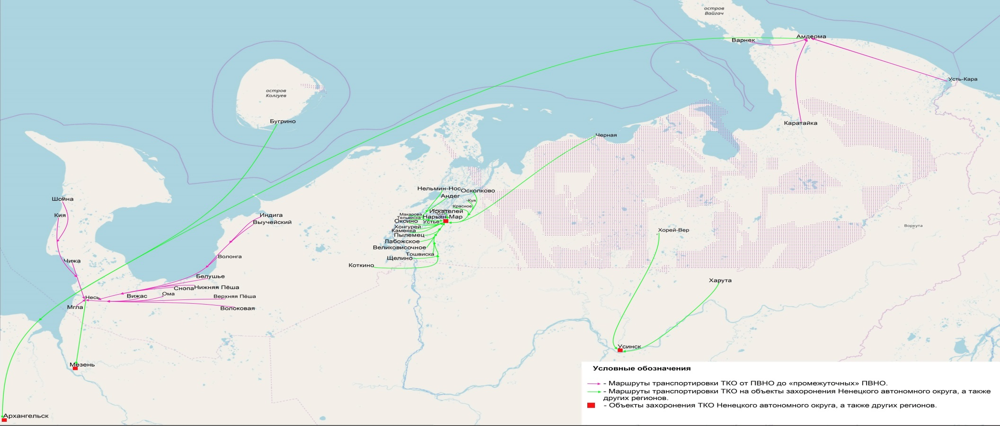 остров
Вайгач
Амдерма
Варнек
Усть-Кара
остров
Колгуев
Бугрино
Каратайка
Черная
Нельмин-Нос
Осколково
Андег
Куя
Красное
Шойна
Искателей
Кия
Индига
Макарова
Нарьян Мар
Тельвиска
Оксино
Устье
Выучейский
Хонгурей
Каменка
Хорей-Вер
Воркута
Пылемец
Лабожское
Великовисочное
Тошвиска
Волонга
Щелино
Чижа
Коткино
Белушье
Харута
Снопа
Нижняя Пёша
Ома
Вижас
Верхняя Пёша
Несь
Мгла
Волоковая
Усинск
Мезень
Архангельск
Условные обозначения
- Маршруты транспортировки ТКО от ПВНО до «промежуточных» ПВНО.
- Маршруты транспортировки ТКО на объекты захоронения Ненецкого автономного округа, а также
других регионов.
- Объекты захоронения ТКО Ненецкого автономного округа, а также других регионов.